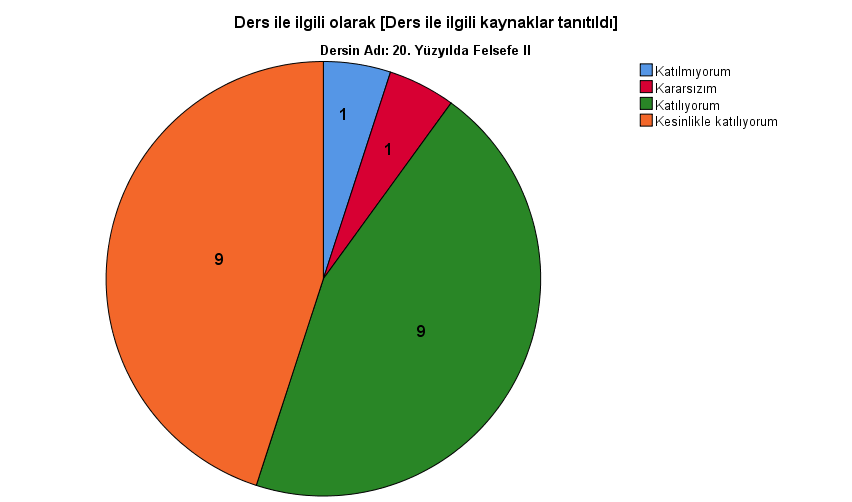 Ders ile ilgili olarak [Ders ile ilgili kaynaklar tanıtıldı]
Dersin Adı: 20. Yüzyılda Felsefe II
Katılmıyorum
Kararsızım
Katılıyorum
Kesinlikle katılıyorum
1
1
9
9